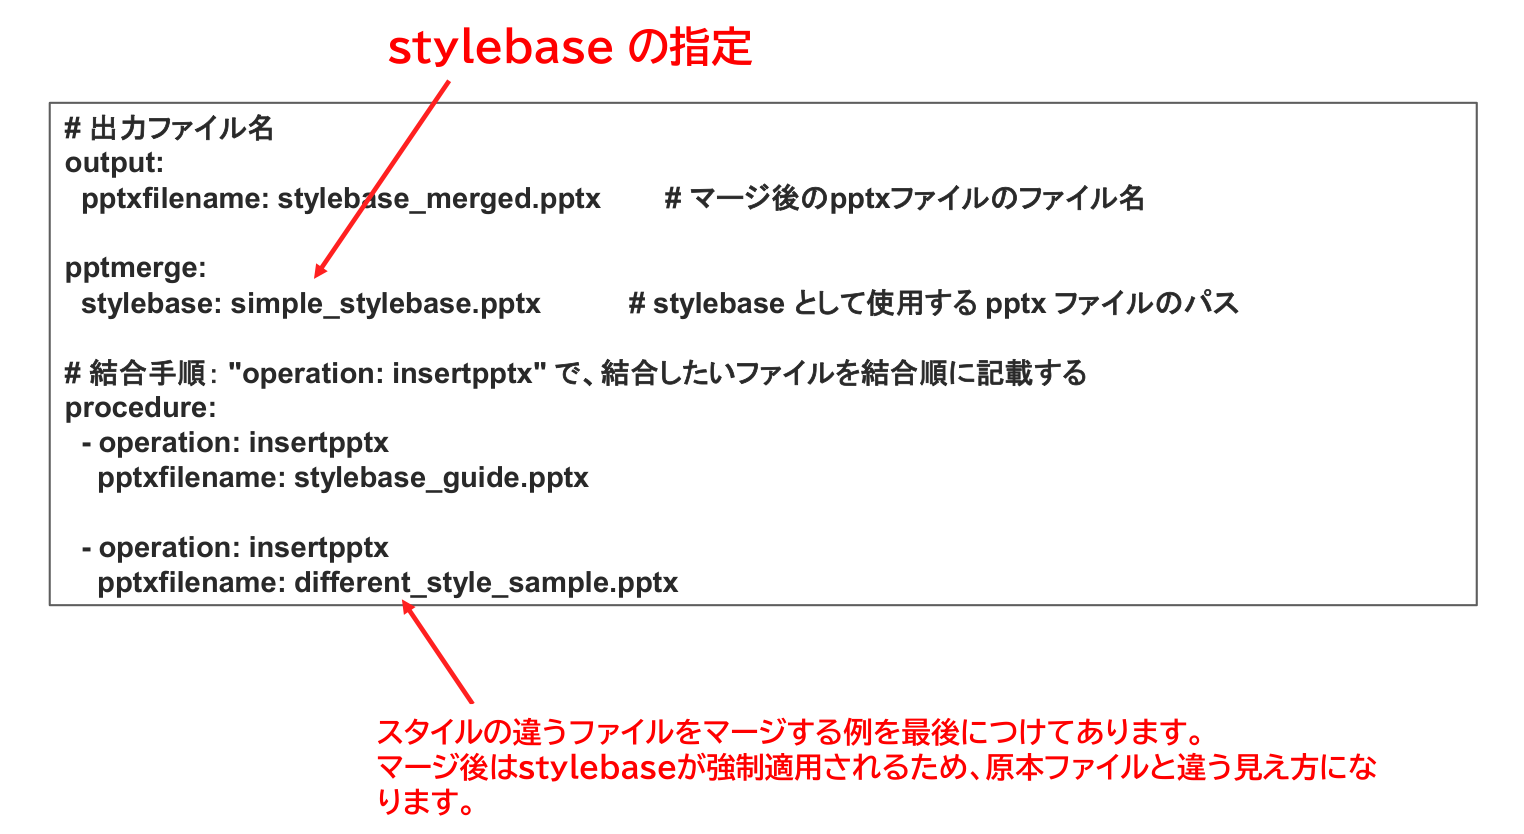 stylebase の指定
# 出力ファイル名
output:
  pptxfilename: stylebase_merged.pptx        # マージ後のpptxファイルのファイル名
pptmerge:
  stylebase: simple_stylebase.pptx           # stylebase として使用する pptx ファイルのパス
# 結合手順: "operation: insertpptx" で、結合したいファイルを結合順に記載する
procedure:
  - operation: insertpptx
    pptxfilename: stylebase_guide.pptx
  - operation: insertpptx
    pptxfilename: different_style_sample.pptx
スタイルの違うファイルをマージする例を最後につけてあります。
マージ後はstylebaseが強制適用されるため、原本ファイルと違う見え方にな
ります。